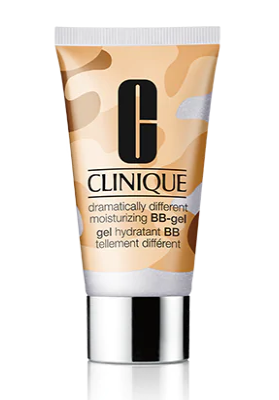 C
CLINIQUE
dramatically different
moisturizing BB-gel
gel hydratant BB
tellement différent